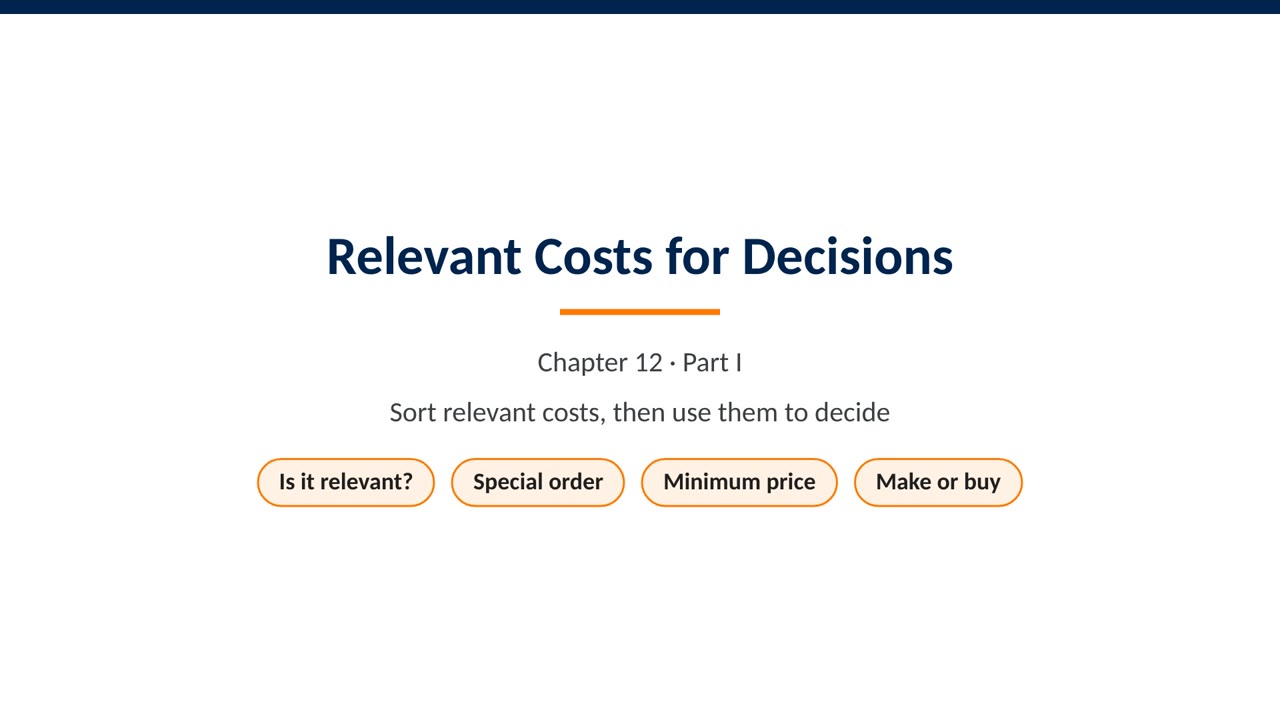 Relevant Costs for Decisions
Chapter 12 · Part I
Sort relevant costs, then use them to decide
Is it relevant?
Special order
Minimum price
Make or buy